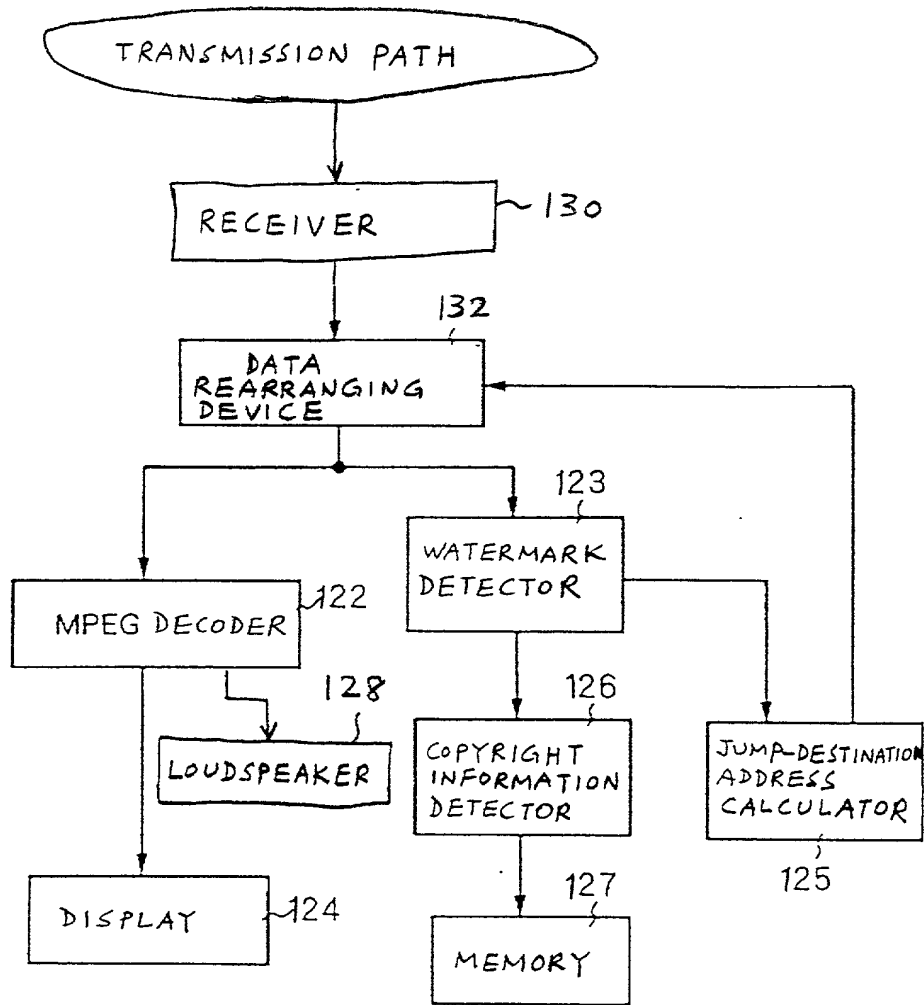 TRANSMISSION PATH
RECEIVER
130
132
DATA
REARRANGING
DEVICE
123
WATERMARK
DETECTOR
MPEG DECODER
122
128
LOUDSPEAKER
126
COPYRIGHT
INFORMATION
DETECTOR
JUMP-DESTINATION
ADDRESS
CALCULATOR
125
DISPLAY
124
127
MEMORY